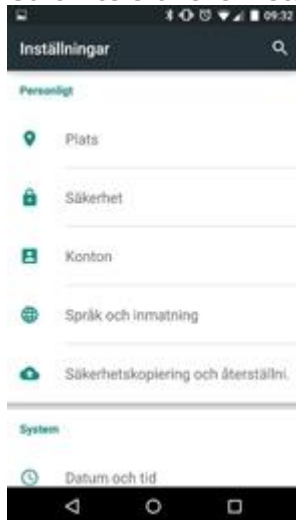 09:32
Inställningar
Personligt
Plats
Säkerhet
Konton
Språk och inmatning
Säkerhetskopiering och återställni.
System
Datum och tid